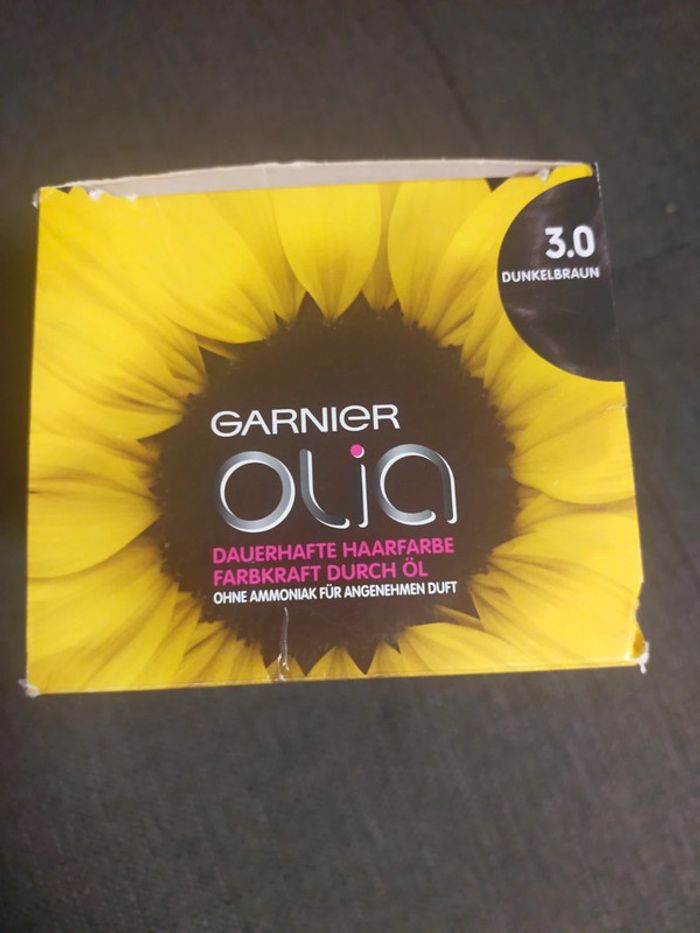 3.0
DUNKELBRAUN
GARNIER
OLIA
DAUERHAFTE HAARFARBE
FARBKRAFT DURCH ÖL
OHNE AMMONIAK FÜR ANGENEHMEN DUFT